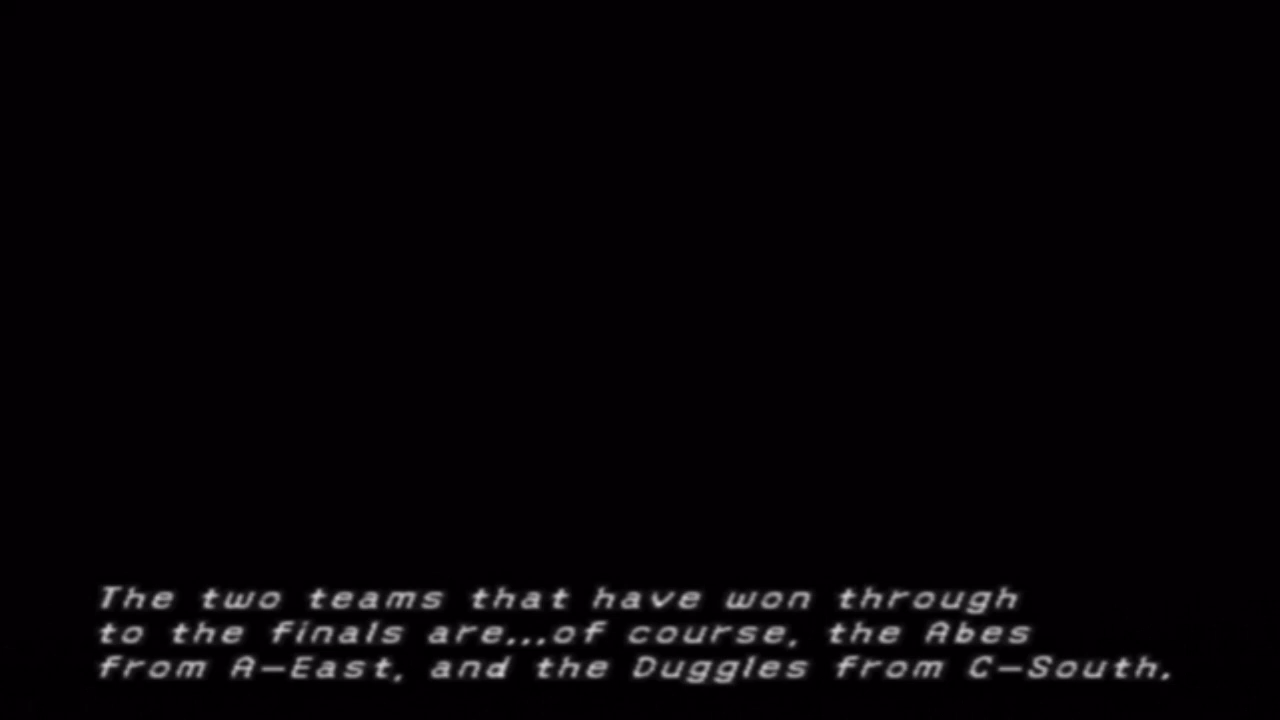 The two teams that have won through
to the finals are...of course, the Abes
from A-East, and the Duggles from C-South.